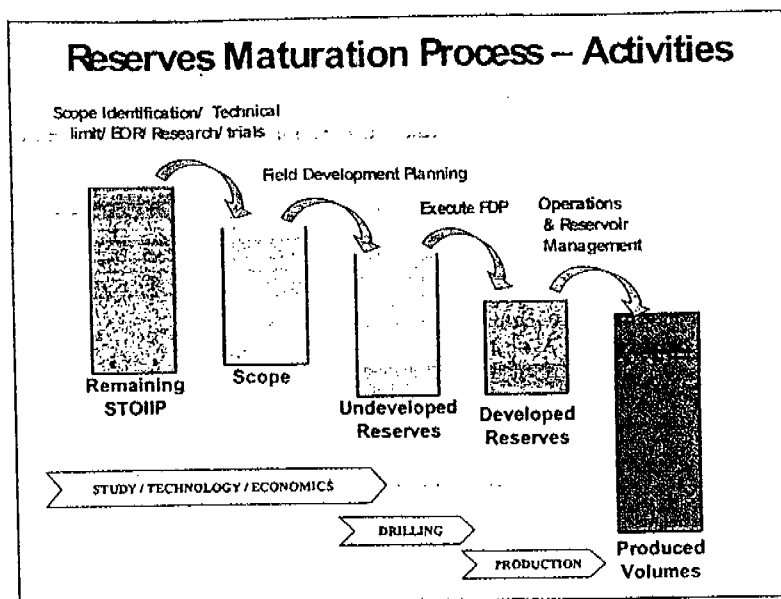 Reserves Maturation Process – Activities
Scope Identification/ Technical
limit/ EOR/ Research/ trials
Field Development Planning
Execute FDP
Operations
& Reservoir
Management
Remaining
STOIIP
Scope
Undeveloped
Reserves
Developed
Reserves
Produced
Volumes
STUDY / TECHNOLOGY / ECONOMICS
DRILLING
PRODUCTION